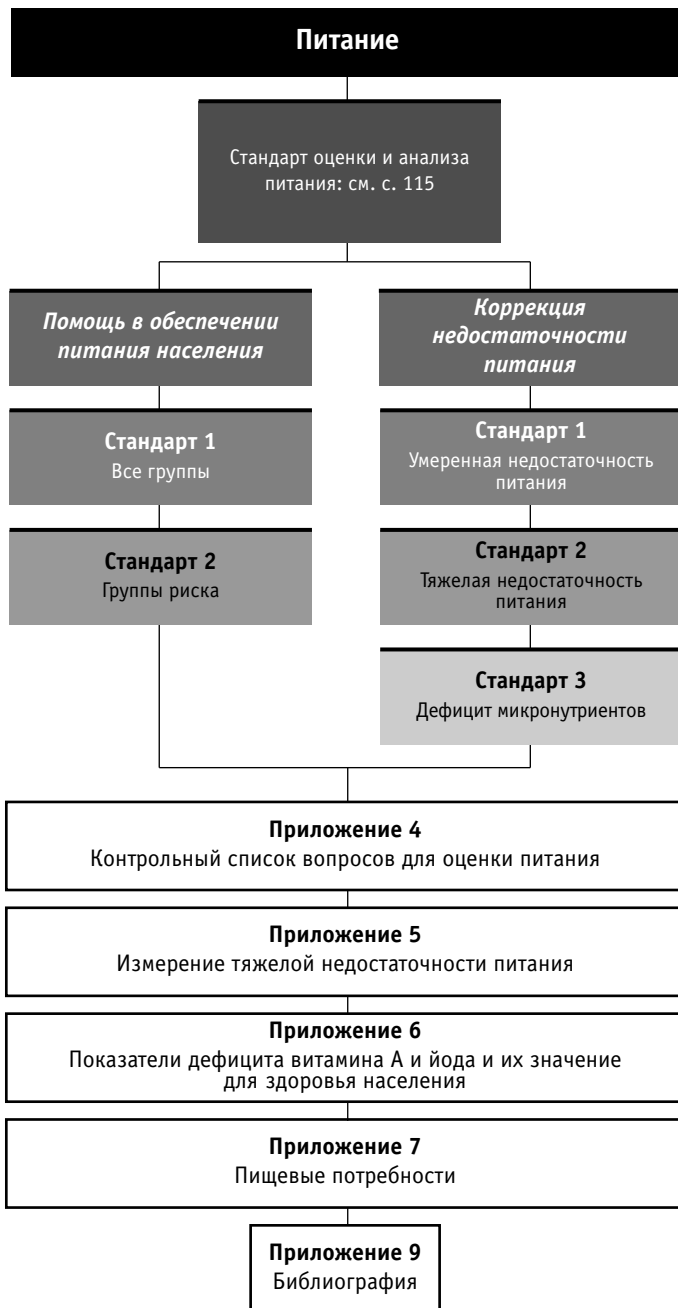 Питание
Стандарт оценки и анализа
питания: см. с. 115
Помощь в обеспечении
питания населения
Стандарт 1
Все группы
Стандарт 2
Группы риска
Коррекция
недостаточности
питания
Стандарт 1
Умеренная недостаточность
питания
Стандарт 2
Тяжелая недостаточность
питания
Стандарт 3
Дефицит микронутриентов
Приложение 4
Контрольный список вопросов для оценки питания
Приложение 5
Измерение тяжелой недостаточности питания
Приложение 6
Показатели дефицита витамина А и йода и их значение
для здоровья населения
Приложение 7
Пищевые потребности
Приложение 9
Библиография